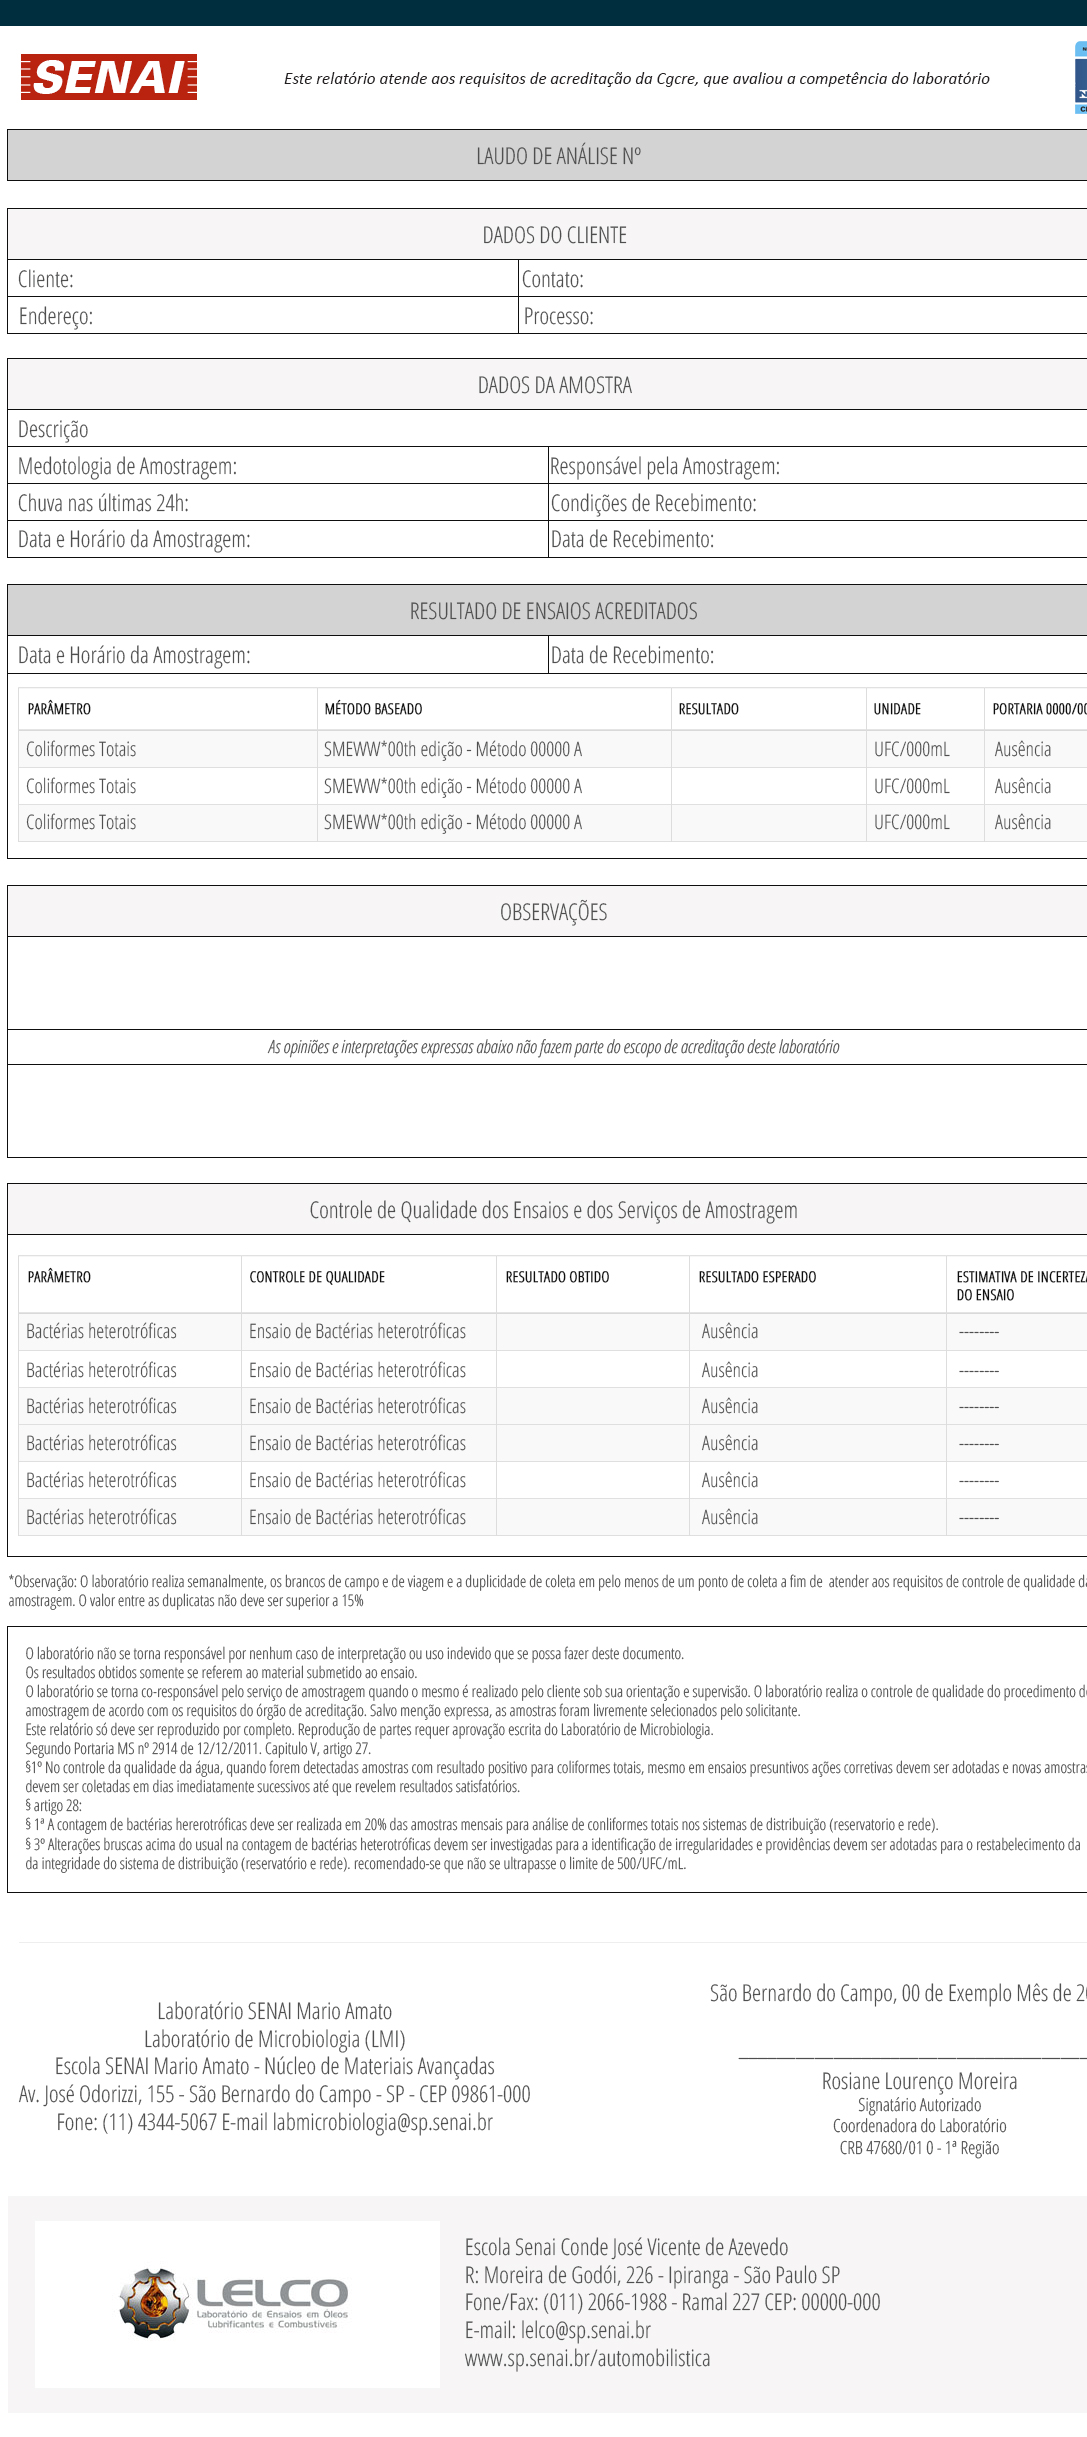 SENAI
Este relatório atende aos requisitos de acreditação da Cgcre, que avaliou a competência do laboratório
LAUDO DE ANÁLISE Nº
DADOS DO CLIENTE
Cliente: Contato:
Endereço: Processo:
DADOS DA AMOSTRA
Descrição
Medotologia de Amostragem: Responsável pela Amostragem:
Chuva nas últimas 24h: Condições de Recebimento:
Data e Horário da Amostragem: Data de Recebimento:
RESULTADO DE ENSAIOS ACREDITADOS
Data e Horário da Amostragem: Data de Recebimento:
PARÂMETRO MÉTODO BASEADO RESULTADO UNIDADE PORTARIA 0000/00
Coliformes Totais SMEWW*00th edição - Método 00000 A UFC/000mL Ausência
Coliformes Totais SMEWW*00th edição - Método 00000 A UFC/000mL Ausência
Coliformes Totais SMEWW*00th edição - Método 00000 A UFC/000mL Ausência
OBSERVAÇÕES
As opiniões e interpretações expressas abaixo não fazem parte do escopo de acreditação deste laboratório
Controle de Qualidade dos Ensaios e dos Serviços de Amostragem
PARÂMETRO CONTROLE DE QUALIDADE RESULTADO OBTIDO RESULTADO ESPERADO ESTIMATIVA DE INCERTEZA
DO ENSAIO
Bactérias heterotróficas Ensaio de Bactérias heterotróficas Ausência --------
Bactérias heterotróficas Ensaio de Bactérias heterotróficas Ausência --------
Bactérias heterotróficas Ensaio de Bactérias heterotróficas Ausência --------
Bactérias heterotróficas Ensaio de Bactérias heterotróficas Ausência --------
Bactérias heterotróficas Ensaio de Bactérias heterotróficas Ausência --------
Bactérias heterotróficas Ensaio de Bactérias heterotróficas Ausência --------
*Observação: O laboratório realiza semanalmente, os brancos de campo e de viagem e a duplicidade de coleta em pelo menos de um ponto de coleta a fim de atender aos requisitos de controle de qualidade da
amostragem. O valor entre as duplicatas não deve ser superior a 15%
O laboratório não se torna responsável por nenhum caso de interpretação ou uso indevido que se possa fazer deste documento.
Os resultados obtidos somente se referem ao material submetido ao ensaio.
O laboratório se torna co-responsável pelo serviço de amostragem quando o mesmo é realizado pelo cliente sob sua orientação e supervisão. O laboratório realiza o controle de qualidade do procedimento de
amostragem de acordo com os requisitos do órgão de acreditação. Salvo menção expressa, as amostras foram livremente selecionados pelo solicitante.
Este relatório só deve ser reproduzido por completo. Reprodução de partes requer aprovação escrita do Laboratório de Microbiologia.
Segundo Portaria MS nº 2914 de 12/12/2011. Capitulo V, artigo 27.
§1º No controle da qualidade da água, quando forem detectadas amostras com resultado positivo para coliformes totais, mesmo em ensaios presuntivos ações corretivas devem ser adotadas e novas amostras
devem ser coletadas em dias imediatamente sucessivos até que revelem resultados satisfatórios.
§ artigo 28:
§ 1ª A contagem de bactérias hererotróficas deve ser realizada em 20% das amostras mensais para análise de conliformes totais nos sistemas de distribuição (reservatorio e rede).
§ 3º Alterações bruscas acima do usual na contagem de bactérias heterotróficas devem ser investigadas para a identificação de irregularidades e providências devem ser adotadas para o restabelecimento da
da integridade do sistema de distribuição (reservatório e rede). recomendado-se que não se ultrapasse o limite de 500/UFC/mL.
São Bernardo do Campo, 00 de Exemplo Mês de 20
Laboratório SENAI Mario Amato
Laboratório de Microbiologia (LMI)
Escola SENAI Mario Amato - Núcleo de Materiais Avançadas
Av. José Odorizzi, 155 - São Bernardo do Campo - SP - CEP 09861-000
Fone: (11) 4344-5067 E-mail labmicrobiologia@sp.senai.br
Rosiane Lourenço Moreira
Signatário Autorizado
Coordenadora do Laboratório
CRB 47680/01 0 - 1ª Região
LELCO
Laboratório de Ensaios em Óleos
Lubrificantes e Combustíveis
Escola Senai Conde José Vicente de Azevedo
R: Moreira de Godói, 226 - Ipiranga - São Paulo SP
Fone/Fax: (011) 2066-1988 - Ramal 227 CEP: 00000-000
E-mail: lelco@sp.senai.br
www.sp.senai.br/automobilistica